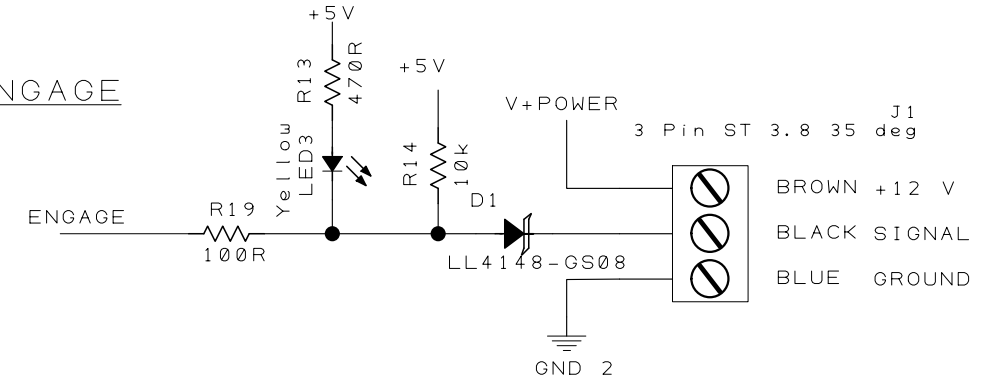 +5V
R13
470R
+5V
NGAGE
V+POWER
J1
3 Pin ST 3.8 35 deg
Yellow
LED3
R14
10k
D1
BROWN +12 V
ENGAGE
R19
100R
BLACK SIGNAL
LL4148-GS08
BLUE GROUND
GND 2